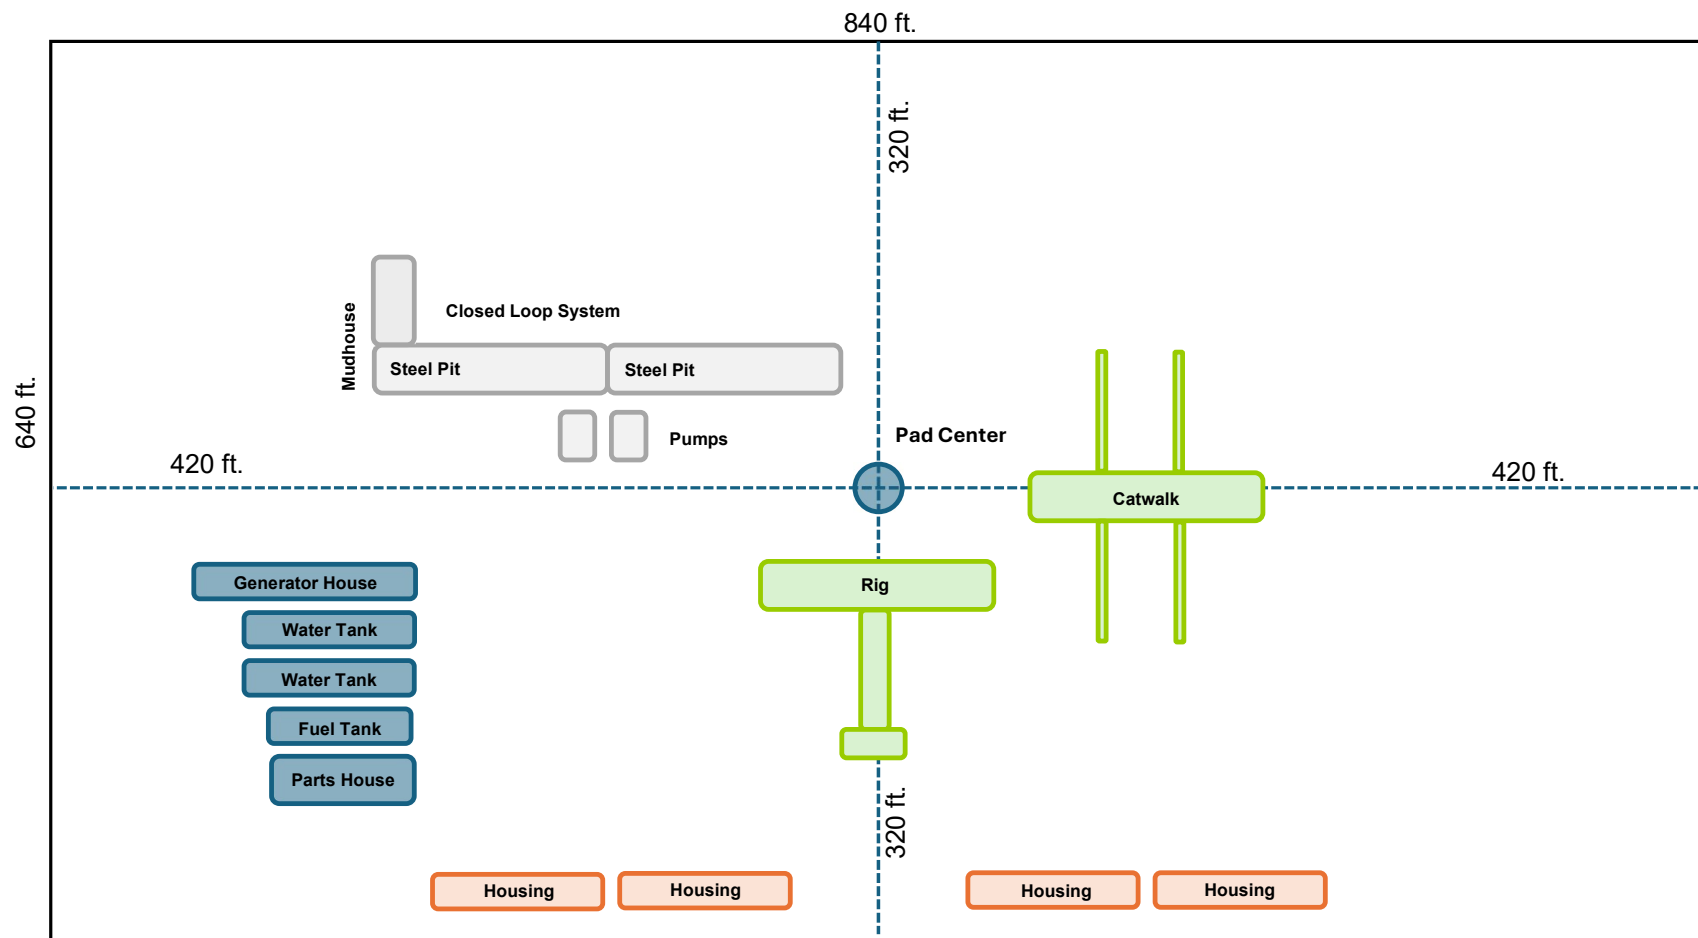 840 ft.
320 ft.
Mudhouse
Closed Loop System
Steel Pit
Steel Pit
640 ft.
Pumps
Pad Center
420 ft.
420 ft.
Catwalk
Generator House
Rig
Water Tank
Water Tank
Fuel Tank
Parts House
320 ft.
Housing
Housing
Housing
Housing